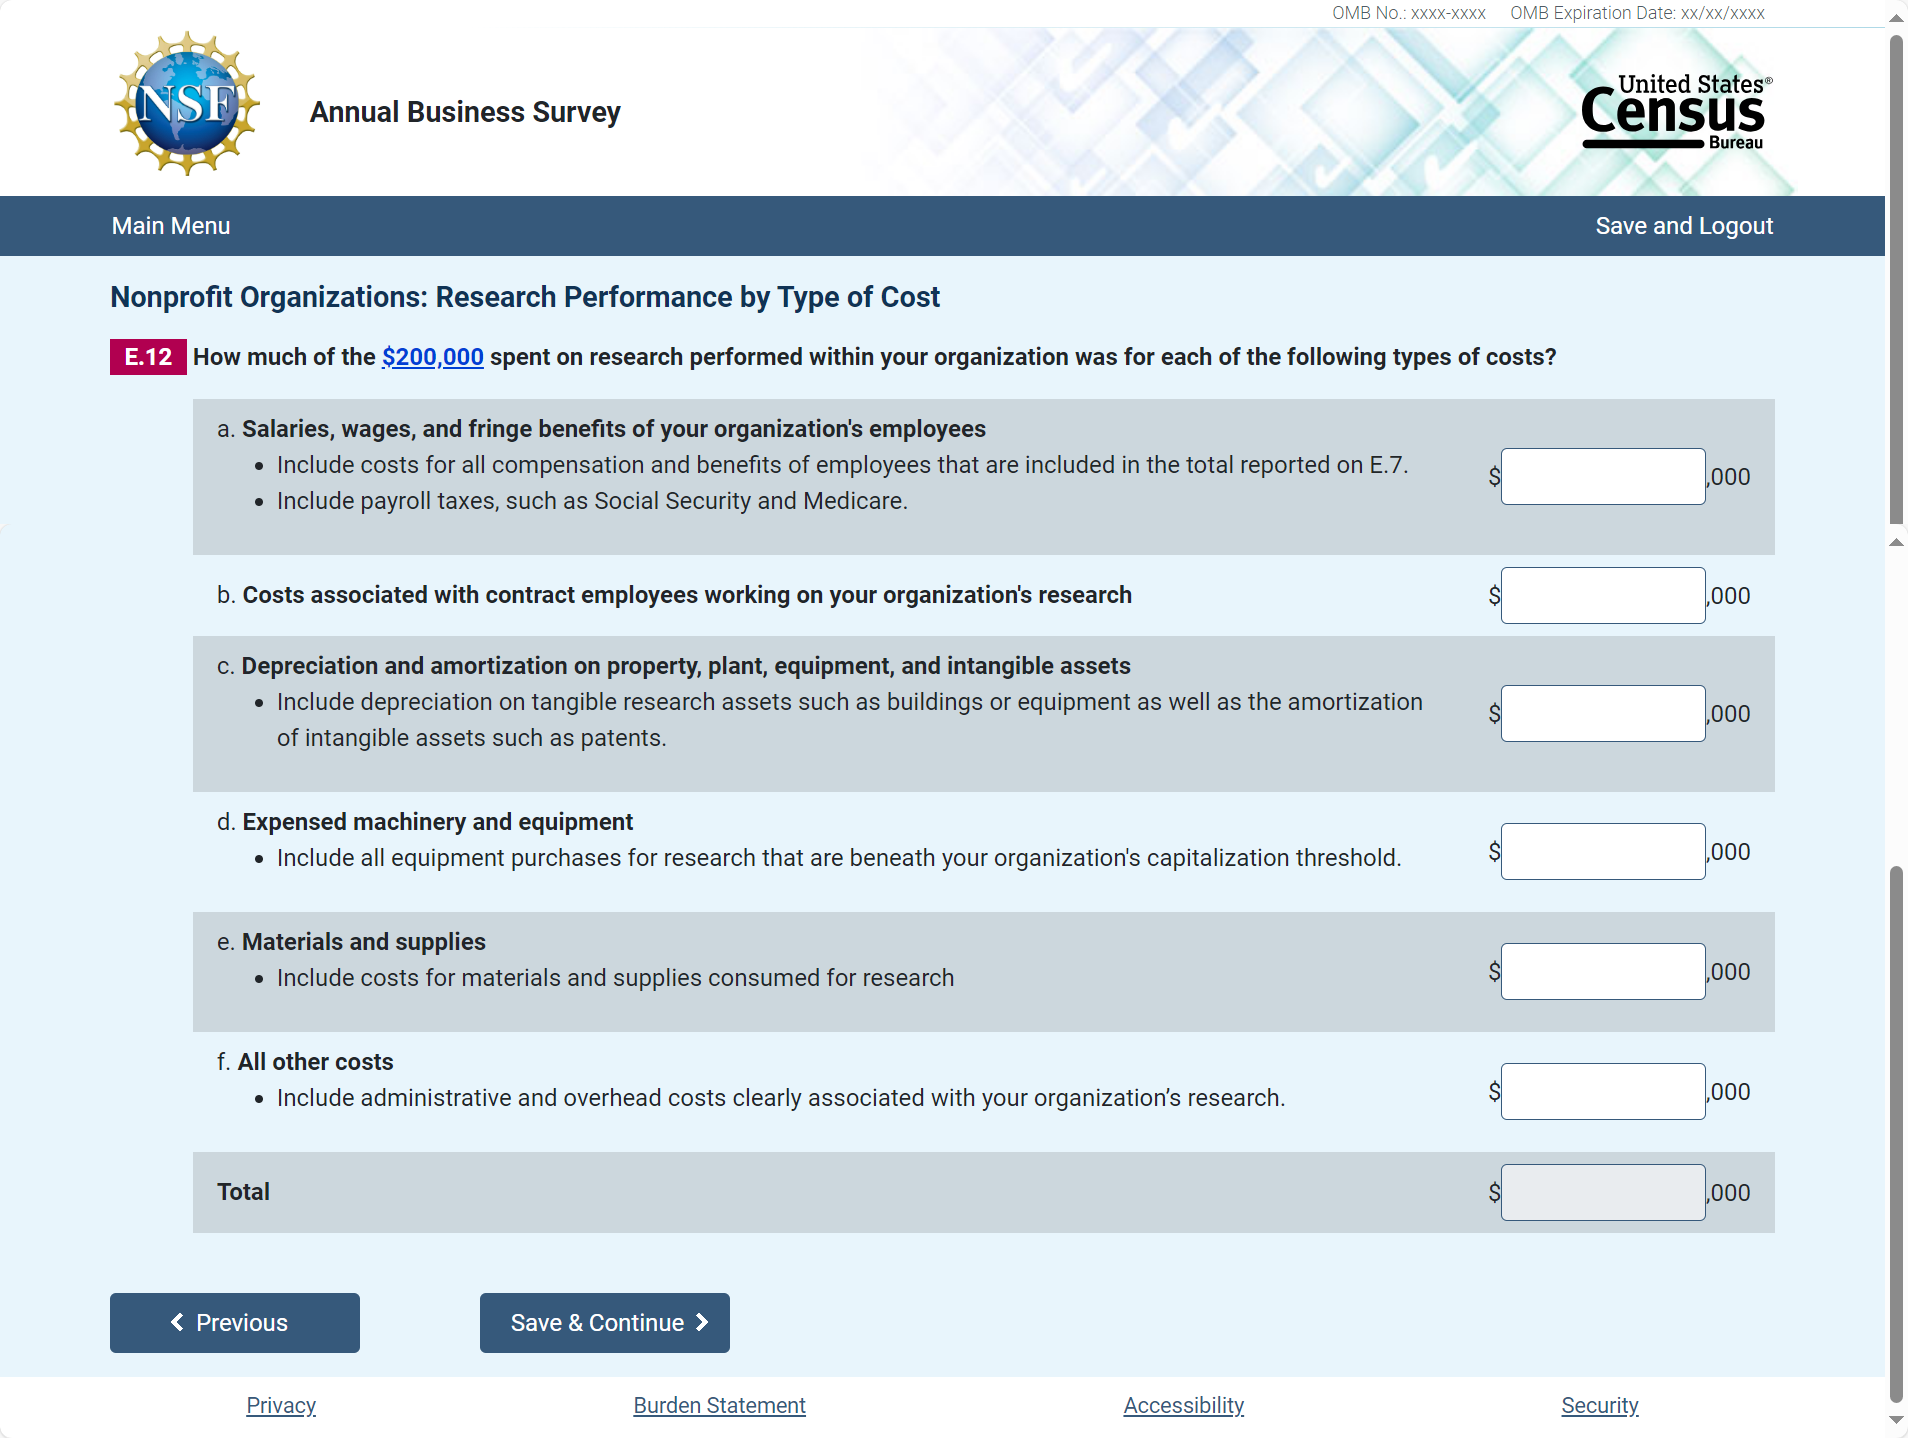 OMB No.: xxxx-xxxx OMB Expiration Date: xx/xx/xxxx
NSF
Annual Business Survey
United States®
Census
Bureau
Main Menu
Save and Logout
Nonprofit Organizations: Research Performance by Type of Cost
E.12 How much of the $200,000 spent on research performed within your organization was for each of the following types of costs?
a. Salaries, wages, and fringe benefits of your organization's employees
• Include costs for all compensation and benefits of employees that are included in the total reported on E.7.
• Include payroll taxes, such as Social Security and Medicare.
$ ,000
b. Costs associated with contract employees working on your organization's research
$ ,000
c. Depreciation and amortization on property, plant, equipment, and intangible assets
• Include depreciation on tangible research assets such as buildings or equipment as well as the amortization
of intangible assets such as patents.
$ ,000
d. Expensed machinery and equipment
• Include all equipment purchases for research that are beneath your organization's capitalization threshold.
$ ,000
e. Materials and supplies
• Include costs for materials and supplies consumed for research
$ ,000
f. All other costs
• Include administrative and overhead costs clearly associated with your organization’s research.
$ ,000
Total
$ ,000
Previous
Save & Continue
Privacy
Burden Statement
Accessibility
Security